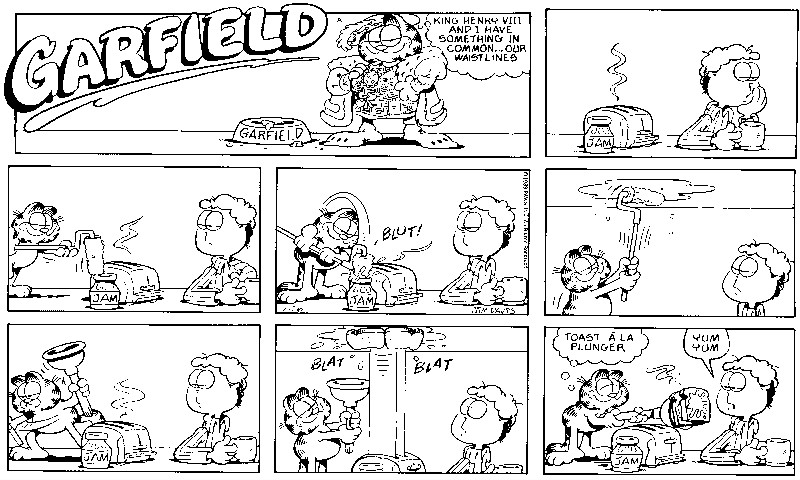 GARFIELD
KING HENRY VIII
AND I HAVE
SOMETHING IN
COMMON...OUR
WAISTLINES
GARFIELD
JAM
JAM
BLUT!
JAM
JIM DAVIS
JAM
BLAT
BLAT
TOAST À LA
PLUNGER
YUM
YUM
JAM